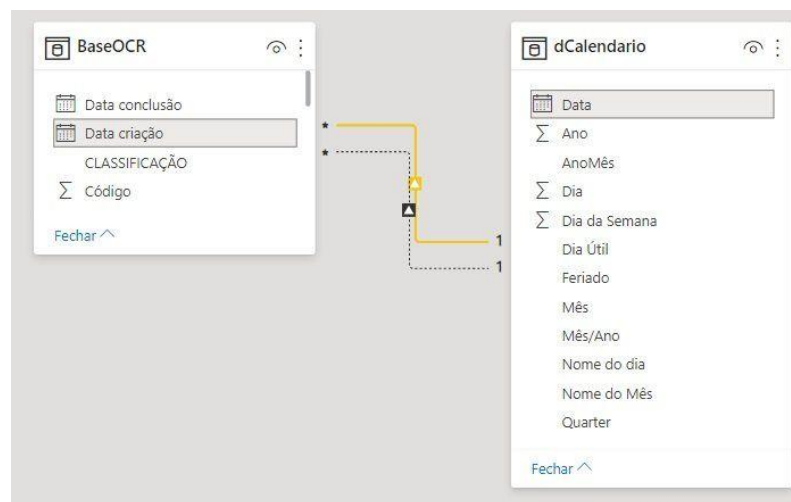 BaseOCR
Data conclusão
Data criação
CLASSIFICAÇÃO
Σ Código
Fechar
*
*
1
1
dCalendario
Data
Σ Ano
AnoMês
Σ Dia
Σ Dia da Semana
Dia Útil
Feriado
Mês
Mês/Ano
Nome do dia
Nome do Mês
Quarter
Fechar